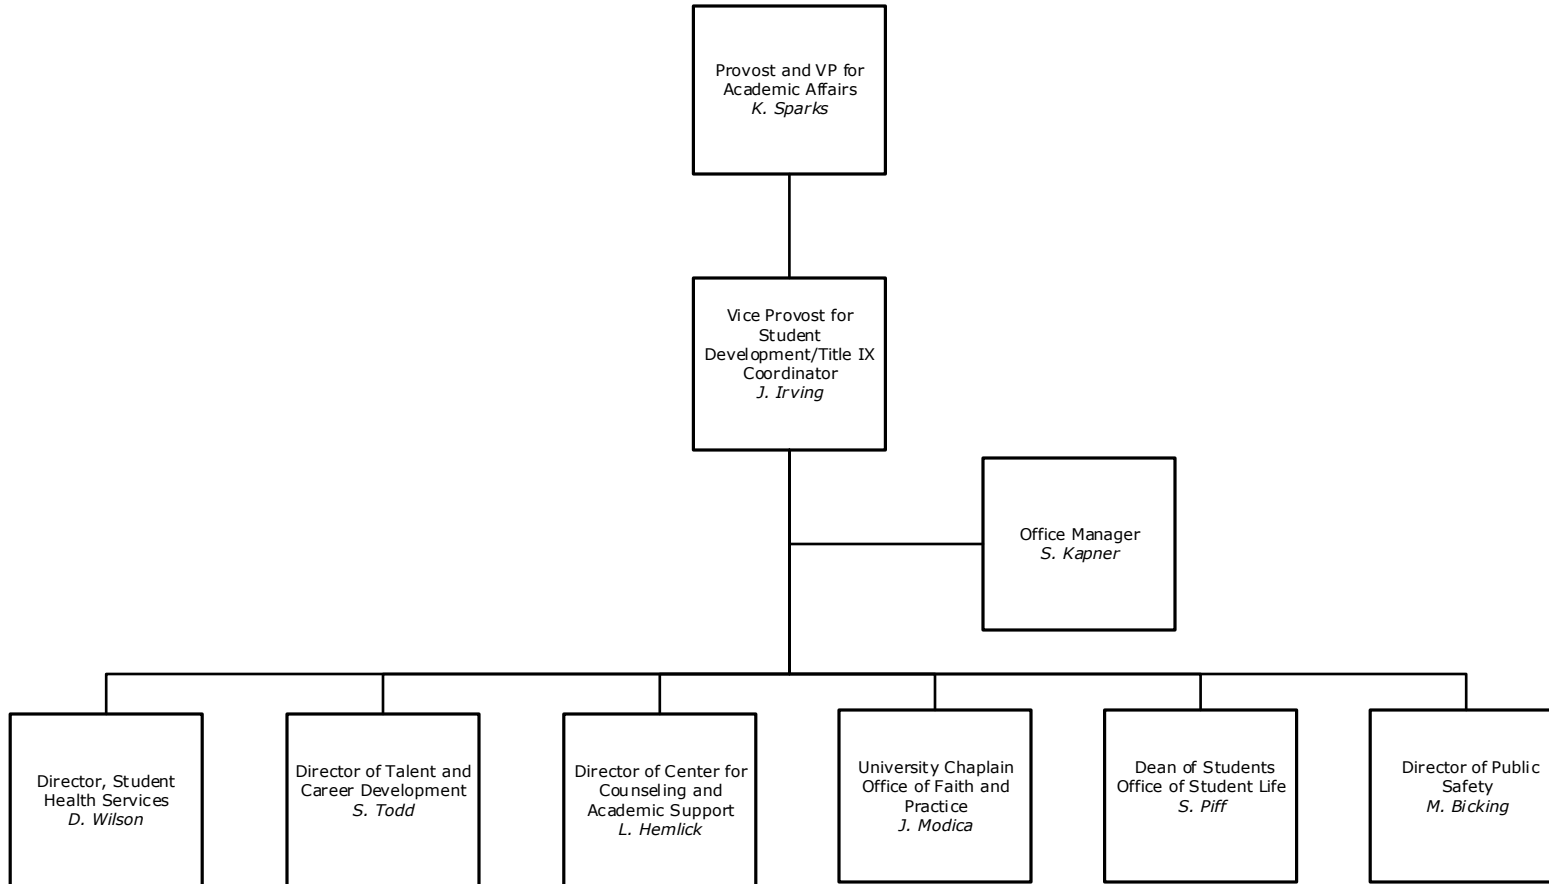 Provost and VP for
Academic Affairs
K. Sparks
Vice Provost for
Student
Development/Title IX
Coordinator
J. Irving
Office Manager
S. Kapner
Director, Student
Health Services
D. Wilson
Director of Talent and
Career Development
S. Todd
Director of Center for
Counseling and
Academic Support
L. Hemlick
University Chaplain
Office of Faith and
Practice
J. Modica
Dean of Students
Office of Student Life
S. Piff
Director of Public
Safety
M. Bicking